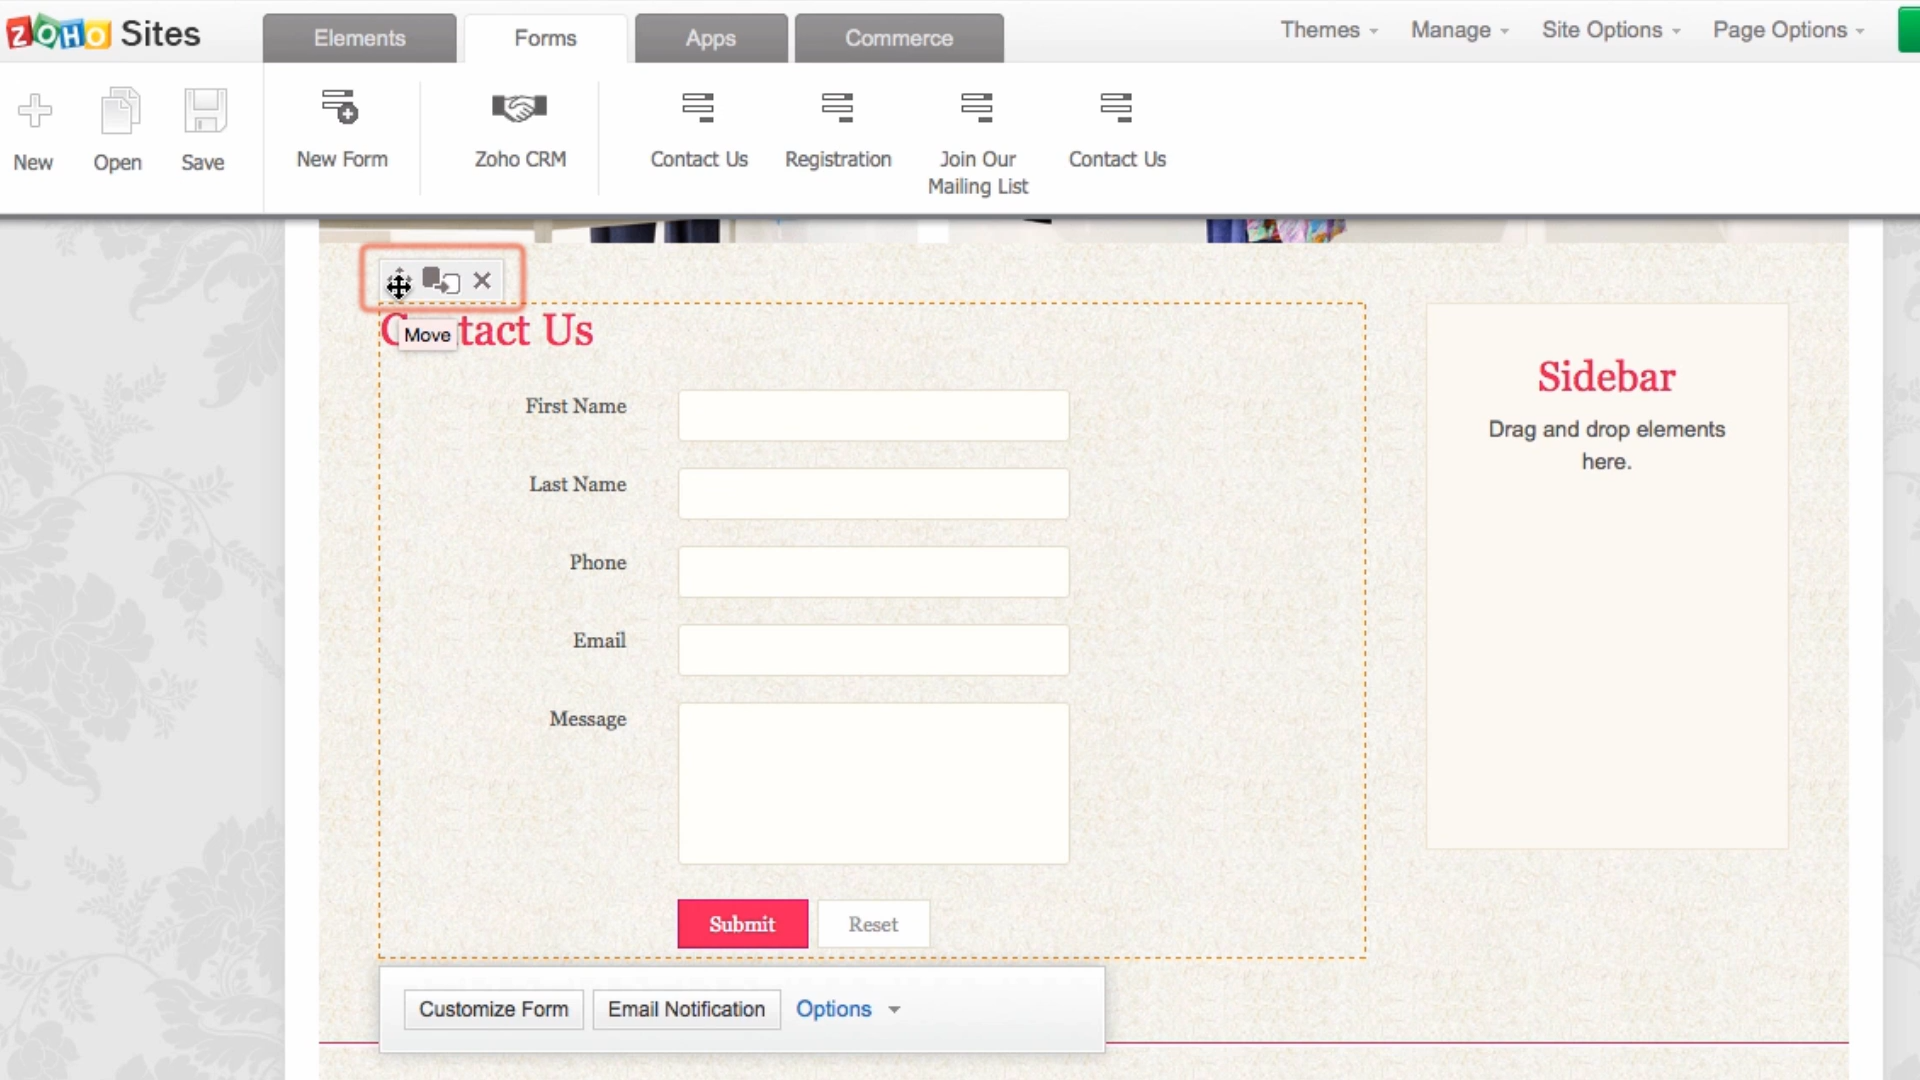 ZOHO Sites
Elements
Forms
Apps
Commerce
Themes
Manage
Site Options
Page Options
New
Open
Save
New Form
Zoho CRM
Contact Us
Registration
Join Our
Mailing List
Contact Us
Move
tact Us
First Name
Last Name
Phone
Email
Message
Submit
Reset
Sidebar
Drag and drop elements
here.
Customize Form
Email Notification
Options